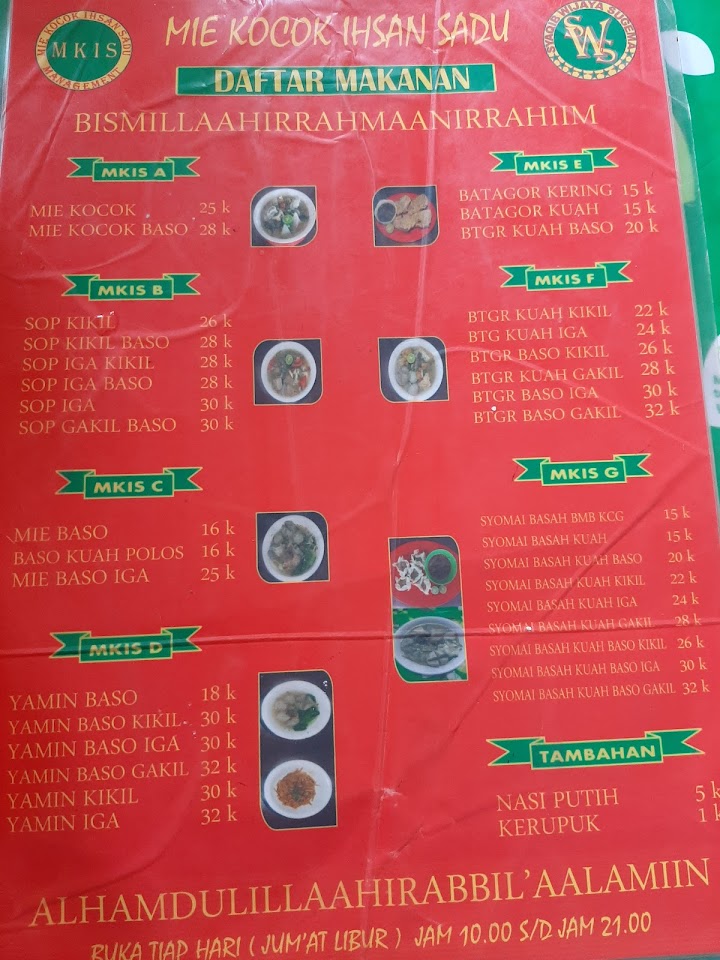 MIE KOCOK IHSAN SADU
MKIS
MANAGEMENT
MIE KOCOK IHSAN SADU
SYAQIB WIJAYA SUGEMA
SWS
DAFTAR MAKANAN
BISMILLAAHIRRAHMAANIRRAHIIM
MKIS A
MIE KOCOK 25 k
MIE KOCOK BASO 28 k
MKIS B
SOP KIKIL 26 k
SOP KIKIL BASO 28 k
SOP IGA KIKIL 28 k
SOP IGA BASO 28 k
SOP IGA 30 k
SOP GAKIL BASO 30 k
MKIS C
MIE BASO 16 k
BASO KUAH POLOS 16 k
MIE BASO IGA 25 k
MKIS D
YAMIN BASO 18 k
YAMIN BASO KIKIL 30 k
YAMIN BASO IGA 30 k
YAMIN BASO GAKIL 32 k
YAMIN KIKIL 30 k
YAMIN IGA 32 k
MKIS E
BATAGOR KERING 15 k
BATAGOR KUAH 15 k
BTGR KUAH BASO 20 k
MKIS F
BTGR KUAH KIKIL 22 k
BTG KUAH IGA 24 k
BTGR BASO KIKIL 26 k
BTGR KUAH GAKIL 28 k
BTGR BASO IGA 30 k
BTGR BASO GAKIL 32 k
MKIS G
SYOMAI BASAH BMB KCG 15 k
SYOMAI BASAH KUAH 15 k
SYOMAI BASAH KUAH BASO 20 k
SYOMAI BASAH KUAH KIKIL 22 k
SYOMAI BASAH KUAH IGA 24 k
SYOMAI BASAH KUAH GAKIL 28 k
SYOMAI BASAH KUAH BASO KIKIL 26 k
SYOMAI BASAH KUAH BASO IGA 30 k
SYOMAI BASAH KUAH BASO GAKIL 32 k
TAMBAHAN
NASI PUTIH 5 k
KERUPUK 1 k
ALHAMDULILLAAHIRABBIL'AALAMIIN
BUKA TIAP HARI ( JUM'AT LIBUR ) JAM 10.00 S/D JAM 21.00